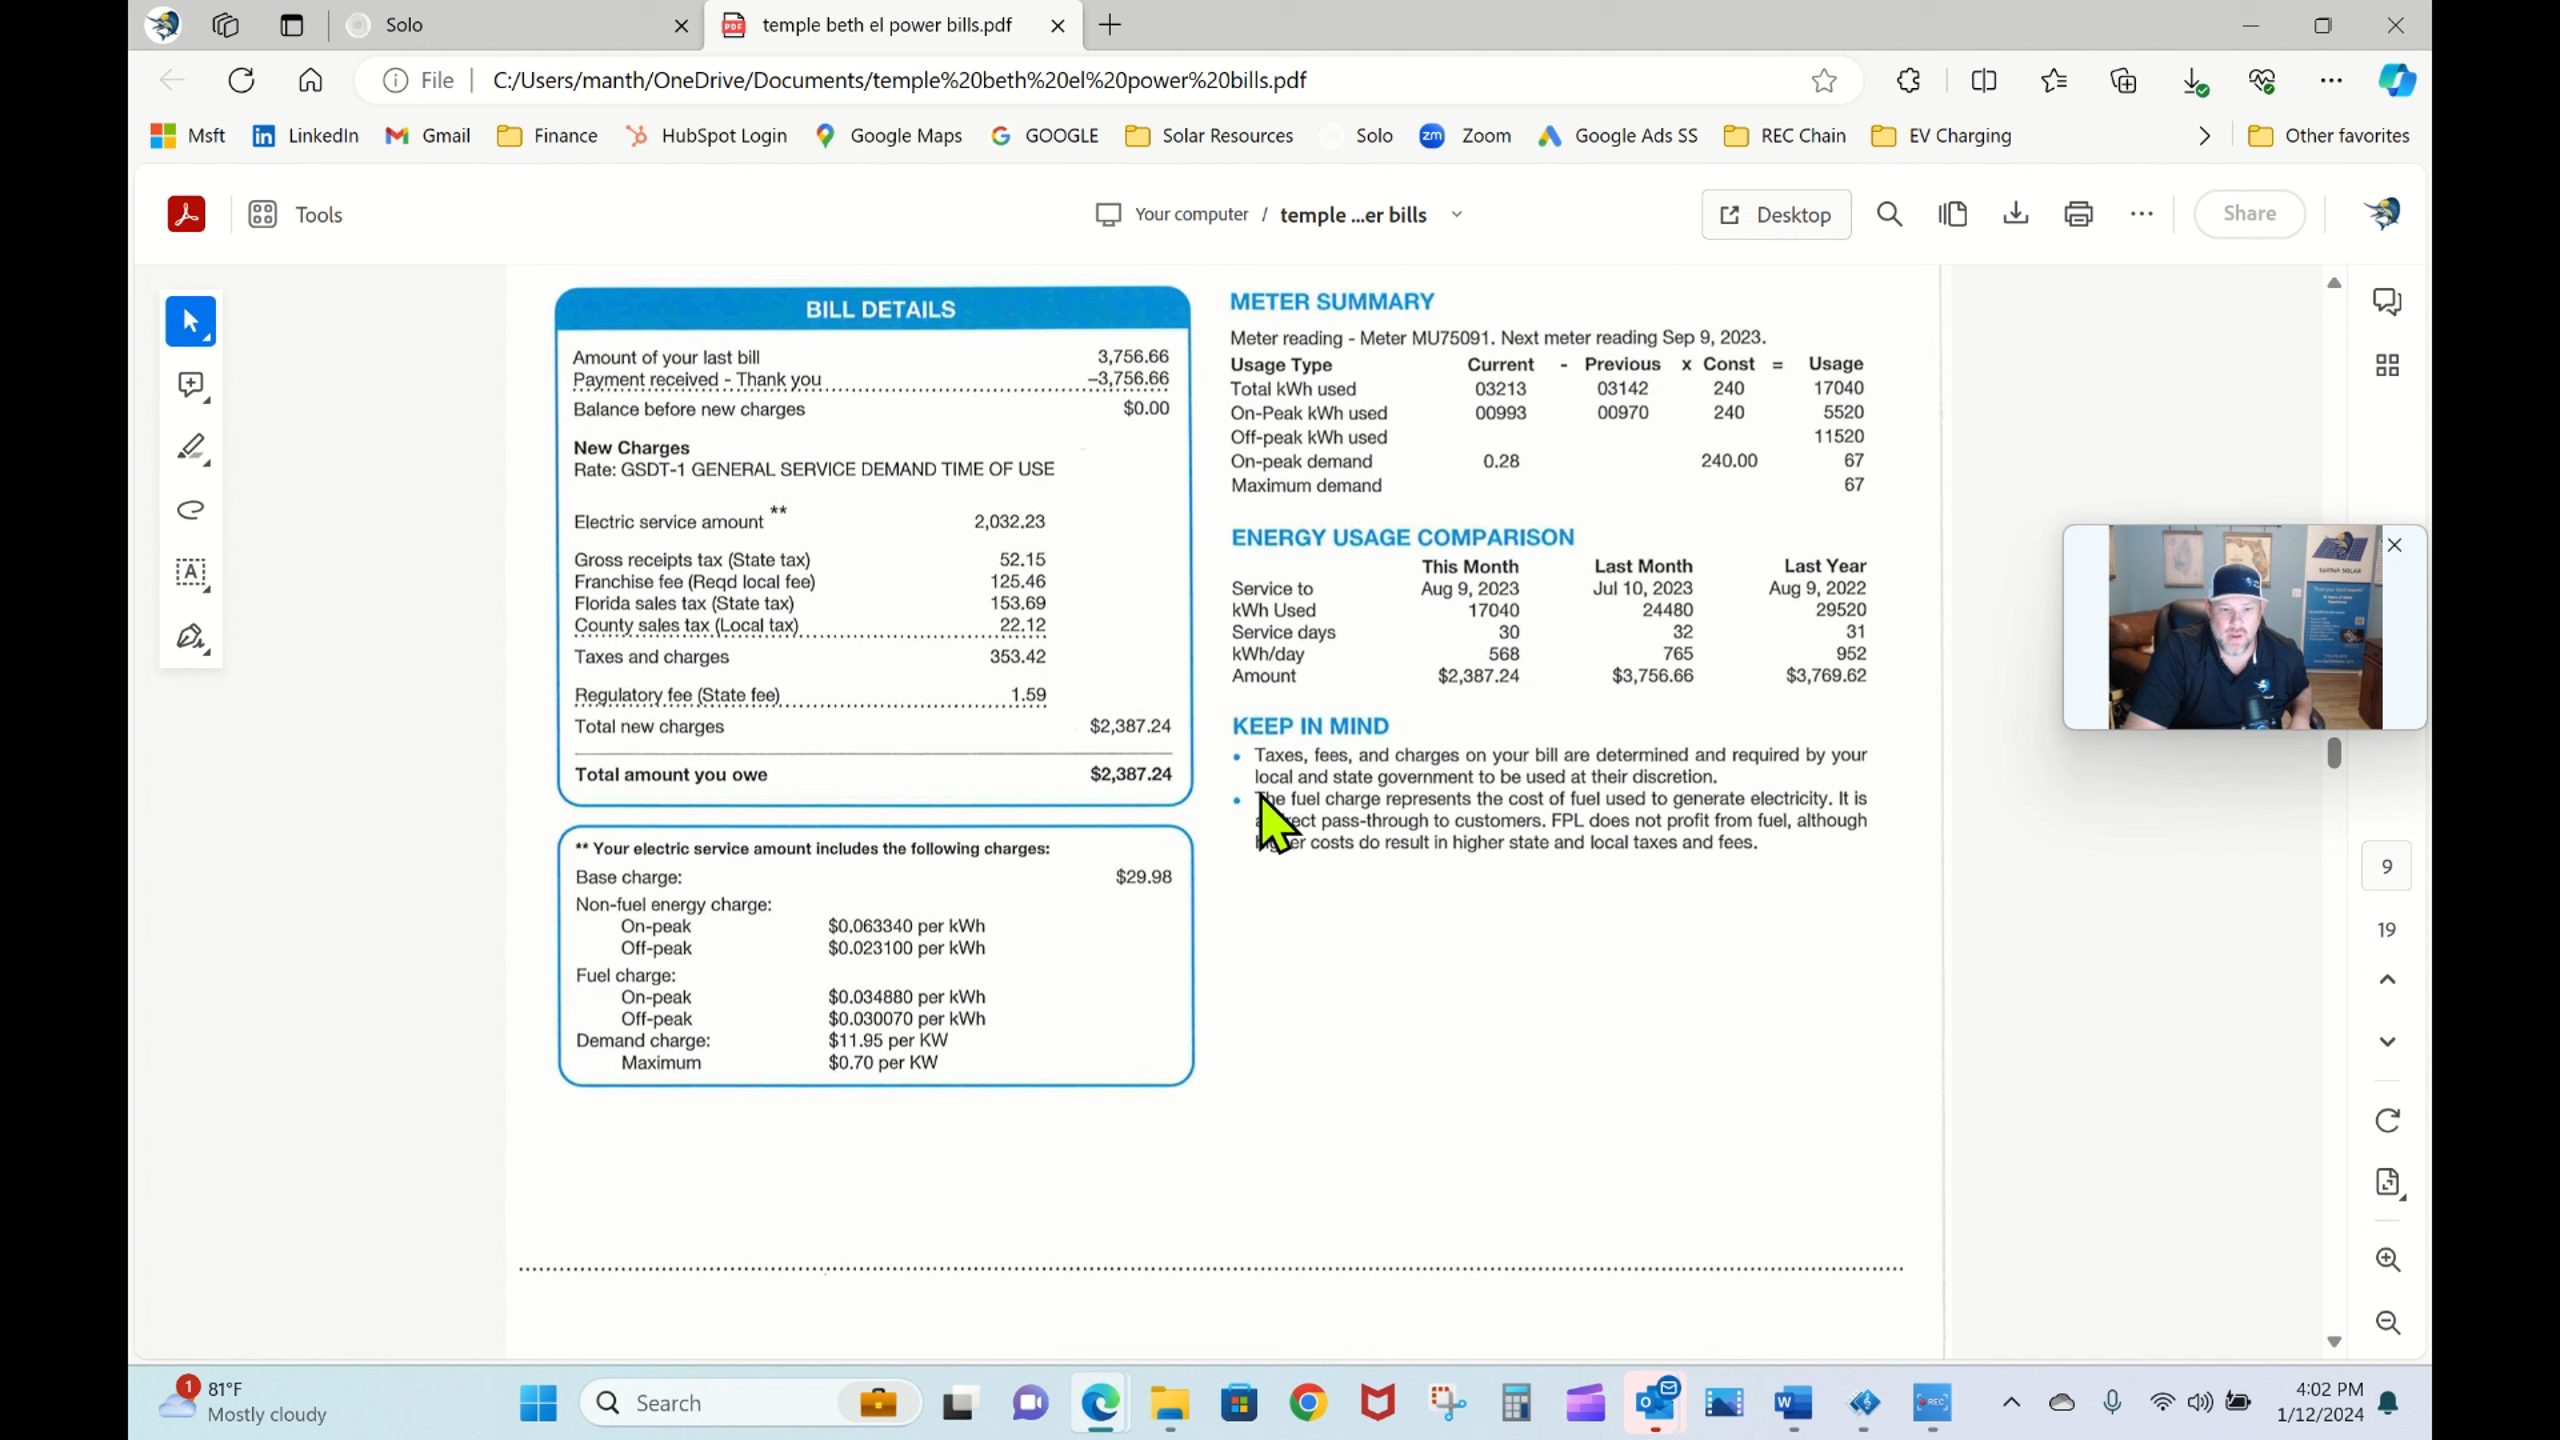 Solo
temple beth el power bills.pdf
File
C:/Users/manth/OneDrive/Documents/temple%20beth%20el%20power%20bills.pdf
Msft
LinkedIn
Gmail
Finance
HubSpot Login
Google Maps
GOOGLE
Solar Resources
Solo
zm
Zoom
Google Ads SS
REC Chain
EV Charging
Other favorites
Tools
Your computer / temple ...er bills
Desktop
Share
BILL DETAILS
Amount of your last bill 3,756.66
Payment received - Thank you –3,756.66
Balance before new charges $0.00
New Charges
Rate: GSDT-1 GENERAL SERVICE DEMAND TIME OF USE
Electric service amount ** 2,032.23
Gross receipts tax (State tax) 52.15
Franchise fee (Reqd local fee) 125.46
Florida sales tax (State tax) 153.69
County sales tax (Local tax) 22.12
Taxes and charges 353.42
Regulatory fee (State fee) 1.59
Total new charges $2,387.24
Total amount you owe $2,387.24
** Your electric service amount includes the following charges:
Base charge: $29.98
Non-fuel energy charge:
On-peak $0.063340 per kWh
Off-peak $0.023100 per kWh
Fuel charge:
On-peak $0.034880 per kWh
Off-peak $0.030070 per kWh
Demand charge: $11.95 per KW
Maximum $0.70 per KW
METER SUMMARY
Meter reading - Meter MU75091. Next meter reading Sep 9, 2023.
Usage Type Current - Previous x Const = Usage
Total kWh used 03213 03142 240 17040
On-Peak kWh used 00993 00970 240 5520
Off-peak kWh used 11520
On-peak demand 0.28 240.00 67
Maximum demand 67
ENERGY USAGE COMPARISON
This Month Last Month Last Year
Service to Aug 9, 2023 Jul 10, 2023 Aug 9, 2022
kWh Used 17040 24480 29520
Service days 30 32 31
kWh/day 568 765 952
Amount $2,387.24 $3,756.66 $3,769.62
KEEP IN MIND
• Taxes, fees, and charges on your bill are determined and required by your
local and state government to be used at their discretion.
• The fuel charge represents the cost of fuel used to generate electricity. It is
pass-through to customers. FPL does not profit from fuel, although
costs do result in higher state and local taxes and fees.
SOLAR
9
19
1
81°F
Mostly cloudy
Search
REC
4:02 PM
1/12/2024